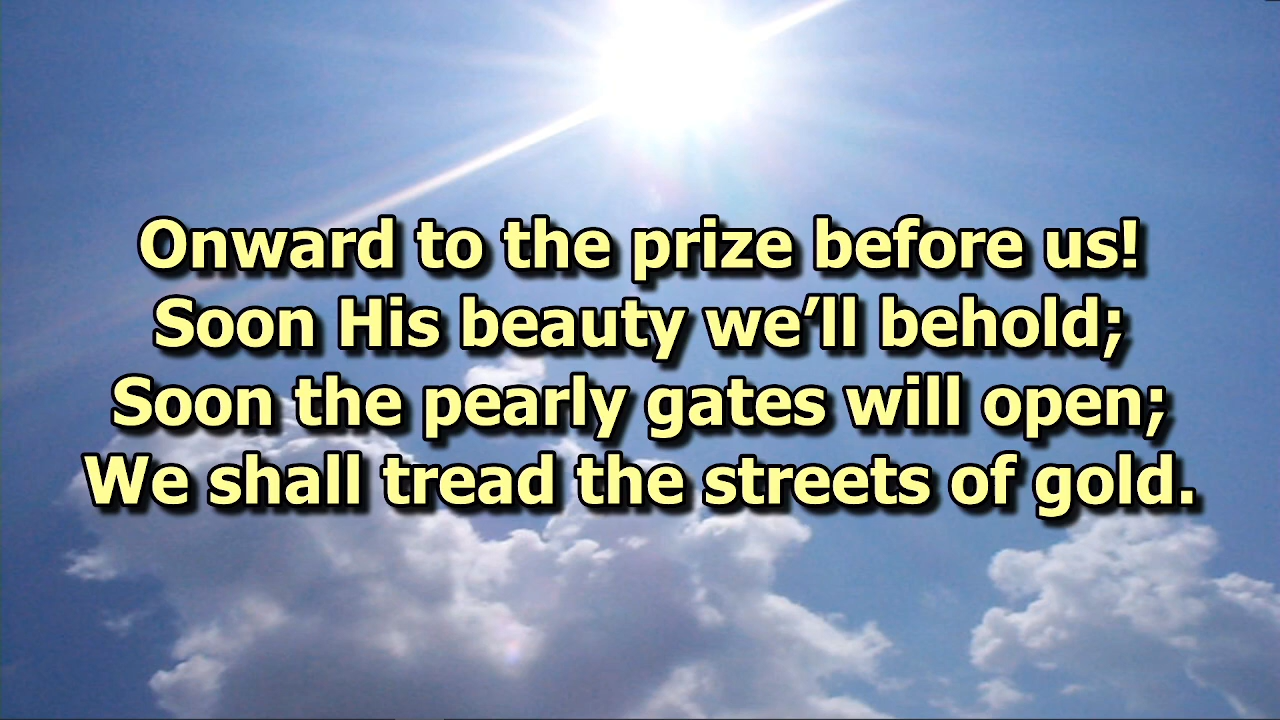 Onward to the prize before us!
Soon His beauty we’ll behold;
Soon the pearly gates will open;
We shall tread the streets of gold.